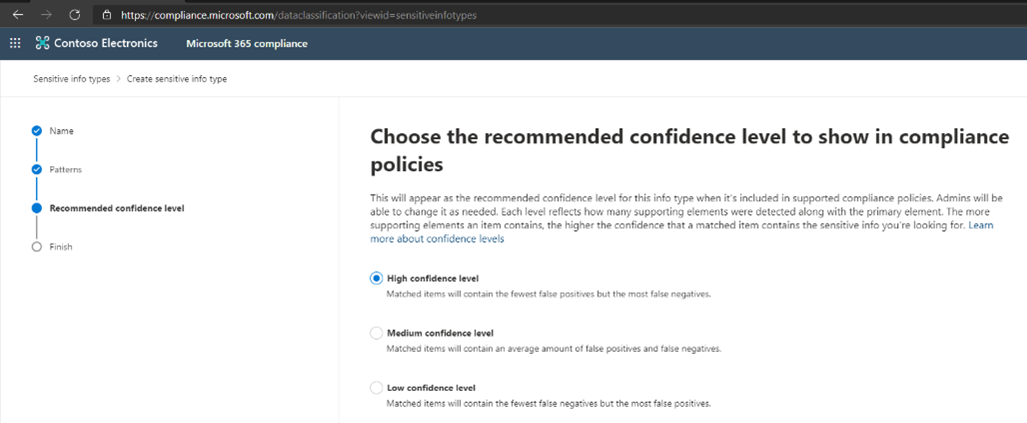 https://compliance.microsoft.com/dataclassification?viewid=sensitiveinfotypes
Contoso Electronics Microsoft 365 compliance
Sensitive info types > Create sensitive info type
Name
Patterns
Recommended confidence level
Finish
Choose the recommended confidence level to show in compliance
policies
This will appear as the recommended confidence level for this info type when it's included in supported compliance policies. Admins will be
able to change it as needed. Each level reflects how many supporting elements were detected along with the primary element. The more
supporting elements an item contains, the higher the confidence that a matched item contains the sensitive info you're looking for. Learn
more about confidence levels
High confidence level
Matched items will contain the fewest false positives but the most false negatives.
Medium confidence level
Matched items will contain an average amount of false positives and false negatives.
Low confidence level
Matched items will contain the fewest false negatives but the most false positives.